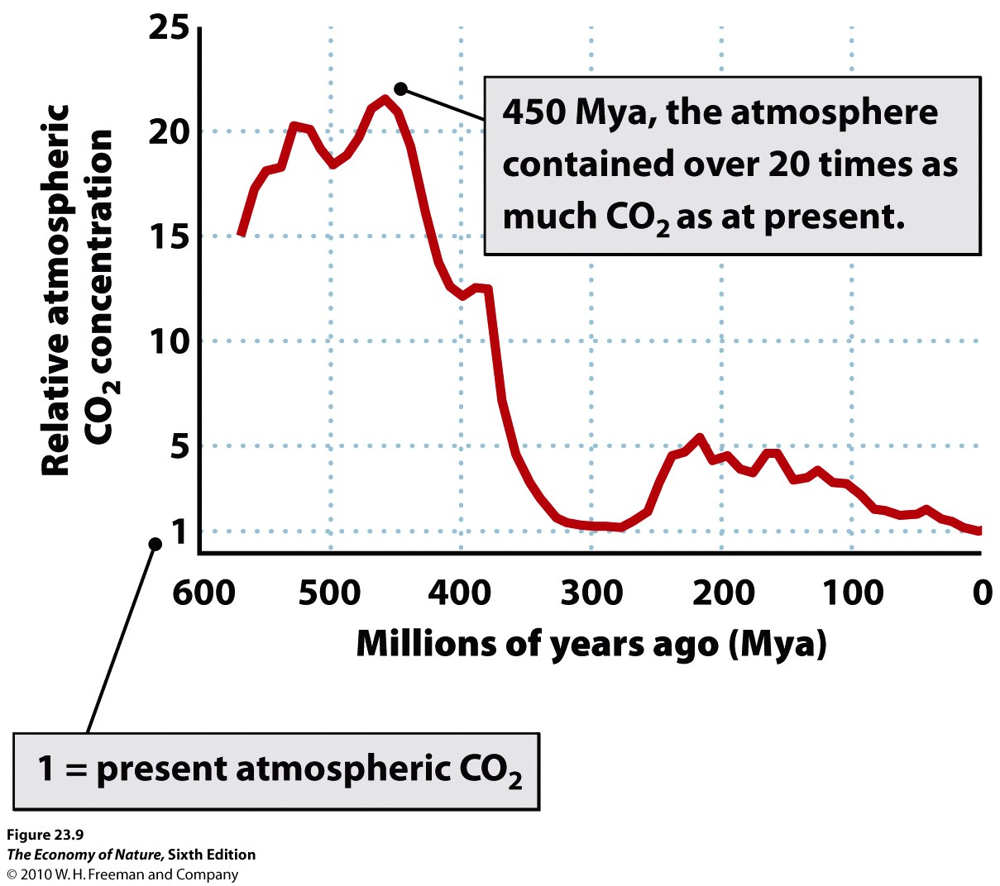 Relative atmospheric
CO₂ concentration
25
20
15
10
5
1
450 Mya, the atmosphere
contained over 20 times as
much CO₂ as at present.
600 500 400 300 200 100 0
Millions of years ago (Mya)
1 = present atmospheric CO₂
Figure 23.9
The Economy of Nature, Sixth Edition
© 2010 W. H. Freeman and Company